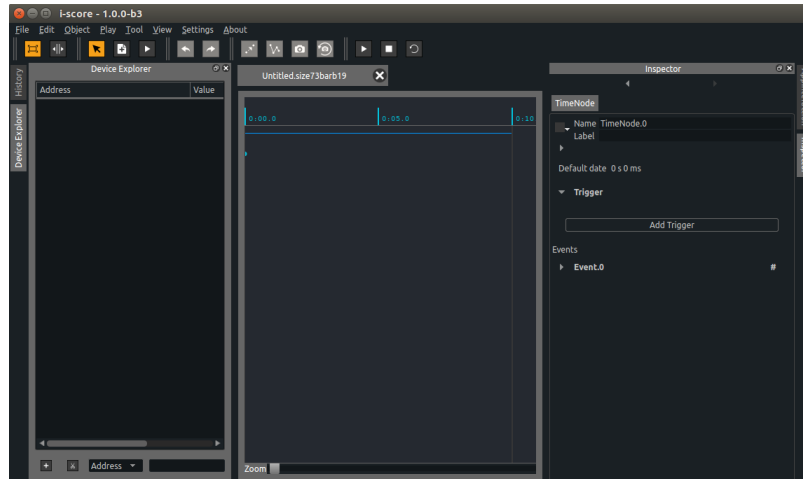 i-score - 1.0.0-b3
File Edit Object Play Tool View Settings About
History
Device Explorer
Device Explorer
Address Value
Address
Untitled.size73barb19
0:00.0 0:05.0 0:10
Zoom
Inspector
TimeNode
Name TimeNode.0
Label
Default date 0 s 0 ms
Trigger
Add Trigger
Events
Event.0 #